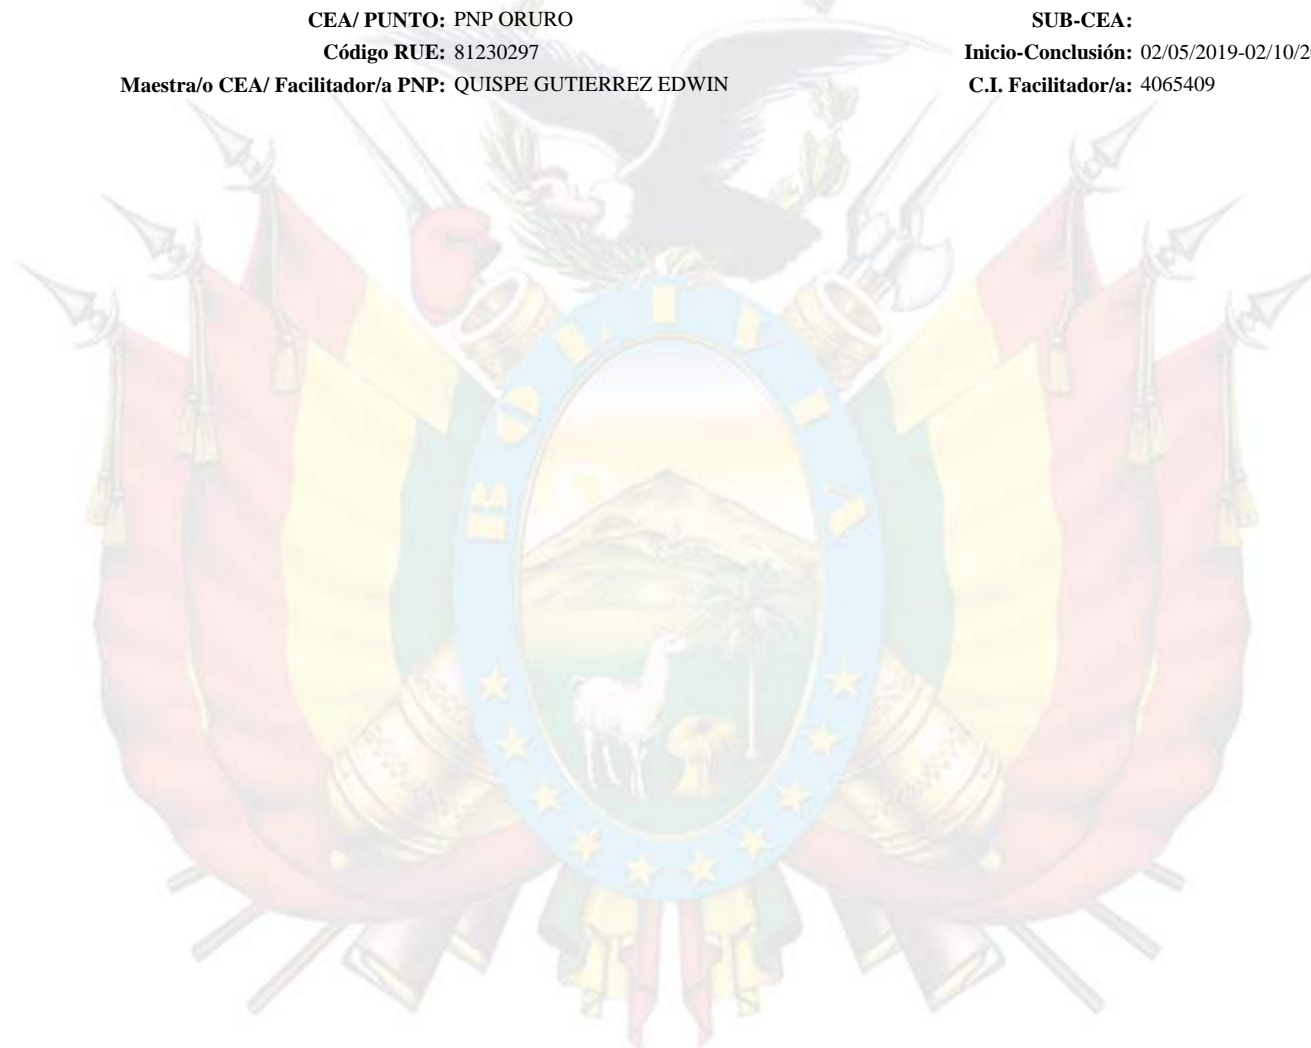 CEA/ PUNTO: PNP ORURO SUB-CEA:
Código RUE: 81230297 Inicio-Conclusión: 02/05/2019-02/10/2
Maestra/o CEA/ Facilitador/a PNP: QUISPE GUTIERREZ EDWIN C.I. Facilitador/a: 4065409
BOLIVIA